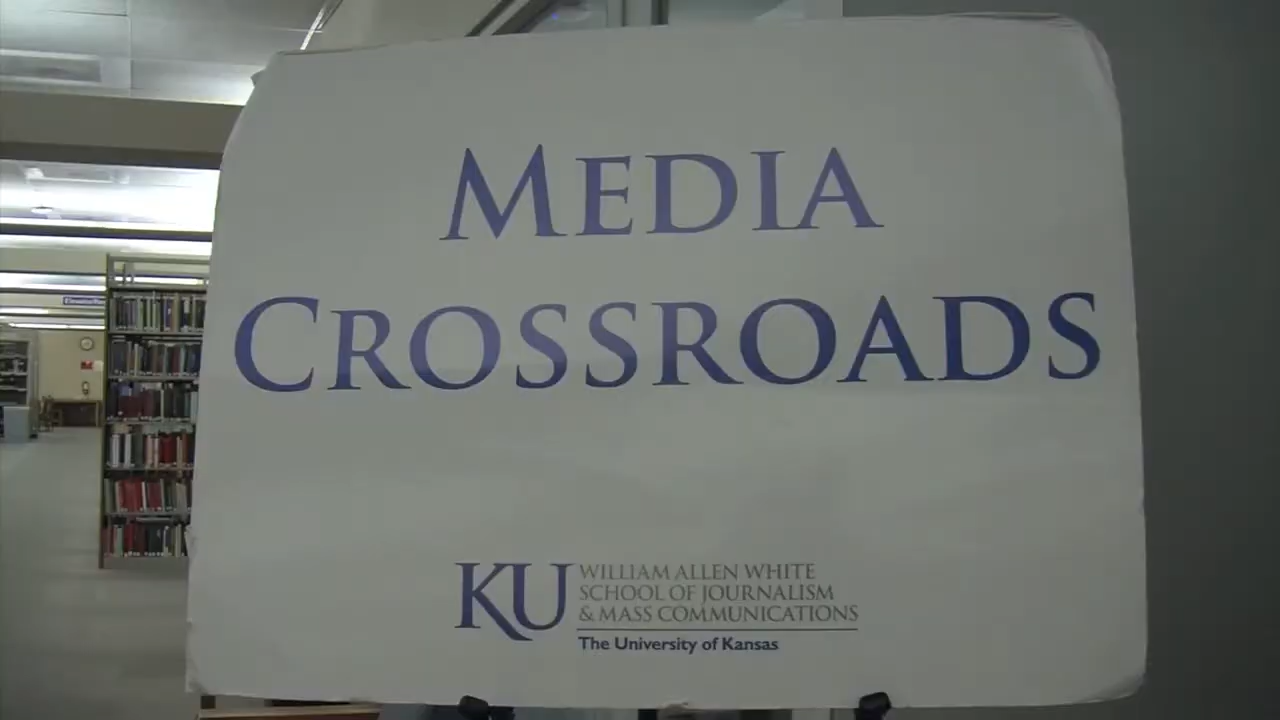 MEDIA
CROSSROADS
KU
WILLIAM ALLEN WHITE
SCHOOL OF JOURNALISM
& MASS COMMUNICATIONS
The University of Kansas